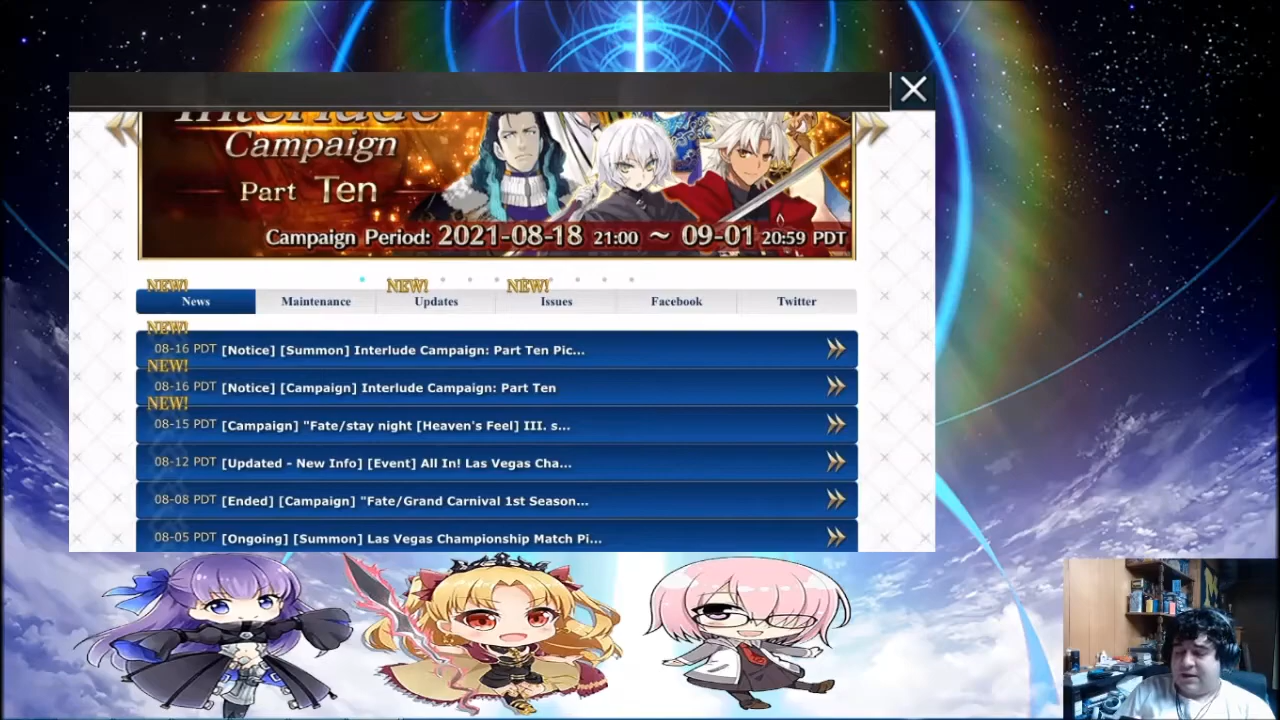 Interlude
Campaign
Part Ten
Campaign Period: 2021-08-18 21:00 ~ 09-01 20:59 PDT
NEW! NEW! NEW!
News Maintenance Updates Issues Facebook Twitter
NEW!
08-16 PDT [Notice] [Summon] Interlude Campaign: Part Ten Pic...
NEW!
08-16 PDT [Notice] [Campaign] Interlude Campaign: Part Ten
NEW!
08-15 PDT [Campaign] "Fate/stay night [Heaven's Feel] III. s...
08-12 PDT [Updated - New Info] [Event] All In! Las Vegas Cha...
08-08 PDT [Ended] [Campaign] "Fate/Grand Carnival 1st Season...
08-05 PDT [Ongoing] [Summon] Las Vegas Championship Match Pi...